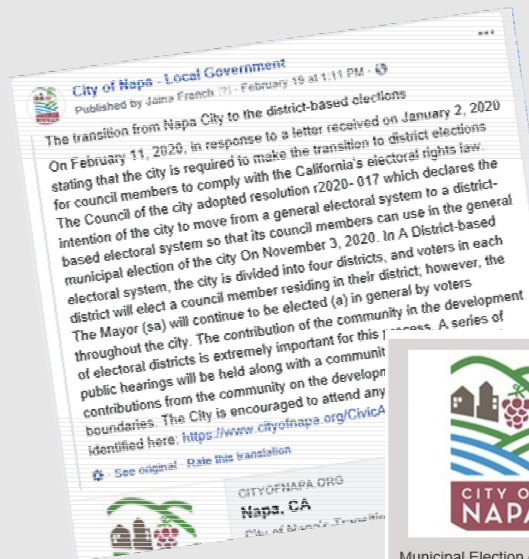 City of Napa - Local Government
Published by Jaina French [?] · February 19 at 1:11 PM ·
The transition from Napa City to the district-based elections
On February 11, 2020, in response to a letter received on January 2, 2020
stating that the city is required to make the transition to district elections
for council members to comply with the California's electoral rights law.
The Council of the city adopted resolution r2020- 017 which declares the
intention of the city to move from a general electoral system to a district-
based electoral system so that its council members can use in the general
municipal election of the city On November 3, 2020. In A District-based
electoral system, the city is divided into four districts, and voters in each
district will elect a council member residing in their district; however, the
The Mayor (sa) will continue to be elected (a) in general by voters
throughout the city. The contribution of the community in the development
of electoral districts is extremely important for this process. A series of
public hearings will be held along with a communit
contributions from the community on the develop
boundaries. The City is encouraged to attend any
identified here: https://www.cityofnapa.org/CivicA
· See original · Rate this translation
CITYOFNAPA.ORG
Napa, CA
City of Napa's Transitio
CITY O
NAPA
Municipal Election